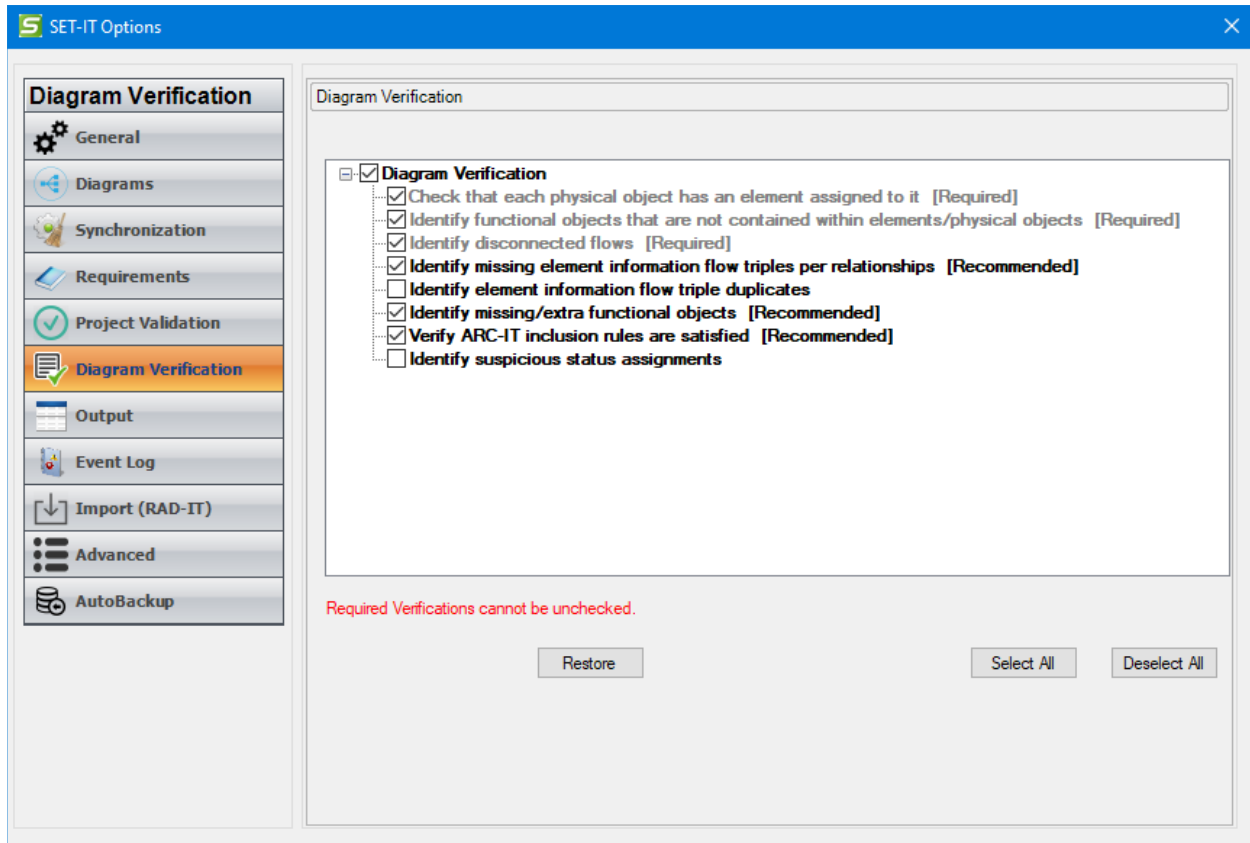 SET-IT Options
Diagram Verification
General
Diagrams
Synchronization
Requirements
Project Validation
Diagram Verification
Output
Event Log
Import (RAD-IT)
Advanced
AutoBackup
Diagram Verification
Diagram Verification
Check that each physical object has an element assigned to it [Required]
Identify functional objects that are not contained within elements/physical objects [Required]
Identify disconnected flows [Required]
Identify missing element information flow triples per relationships [Recommended]
Identify element information flow triple duplicates
Identify missing/extra functional objects [Recommended]
Verify ARC-IT inclusion rules are satisfied [Recommended]
Identify suspicious status assignments
Required Verifications cannot be unchecked.
Restore
Select All
Deselect All